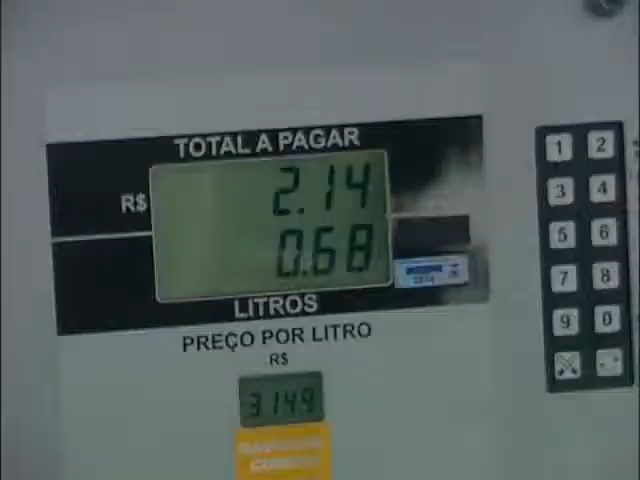 TOTAL A PAGAR
R$ 2.14
0.68
LITROS
PREÇO POR LITRO
R$
3.149
1 2
3 4
5 6
7 8
9 0